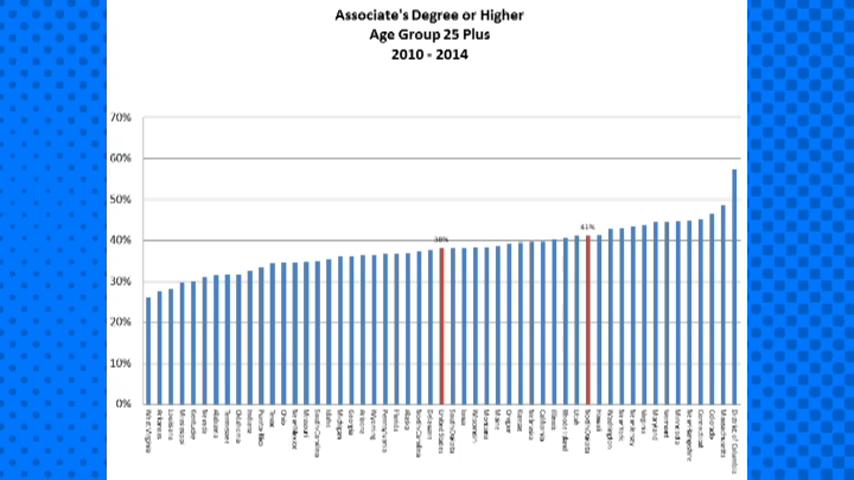 Associate's Degree or Higher
Age Group 25 Plus
2010 - 2014
70%
60%
50%
40%
30%
20%
10%
0%
38%
41%
West Virginia
Arkansas
Louisiana
Mississippi
Kentucky
Nevada
Alabama
Tennessee
Oklahoma
Indiana
Puerto Rico
Texas
Ohio
New Mexico
Missouri
South Carolina
Idaho
Michigan
Georgia
Arizona
Wyoming
Pennsylvania
Florida
Alaska
North Carolina
Delaware
United States
South Dakota
Iowa
Wisconsin
Montana
Maine
Oregon
Kansas
Nebraska
California
Illinois
Rhode Island
Utah
North Dakota
Hawaii
Washington
New York
New Jersey
Virginia
Maryland
Vermont
Minnesota
New Hampshire
Connecticut
Colorado
Massachusetts
District of Columbia